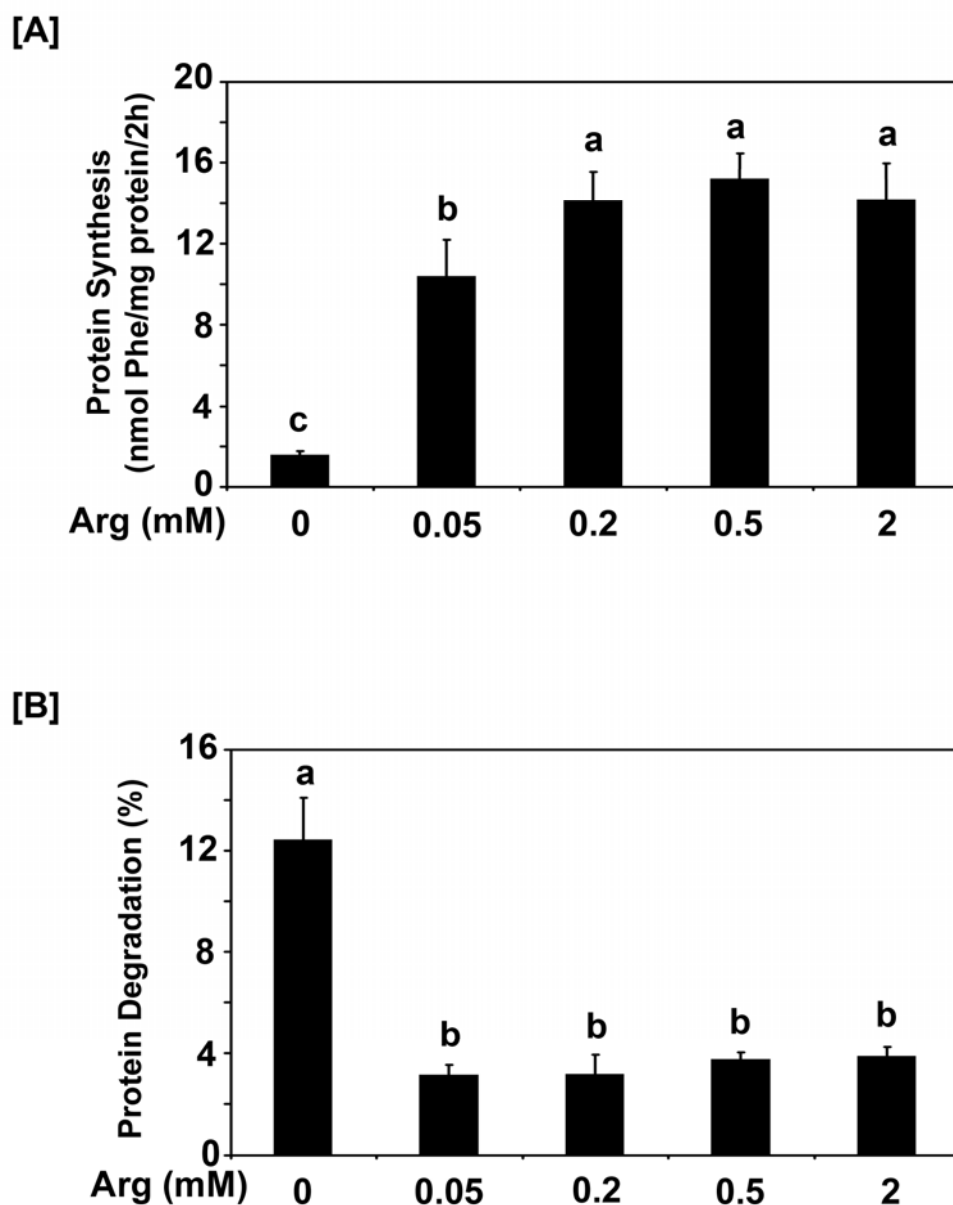 [A]
Protein Synthesis
(nmol Phe/mg protein/2h)
20
16
12
8
4
0
c
b
a
a
a
Arg (mM) 0 0.05 0.2 0.5 2
[B]
Protein Degradation (%)
16
12
8
4
0
a
b
b
b
b
Arg (mM) 0 0.05 0.2 0.5 2